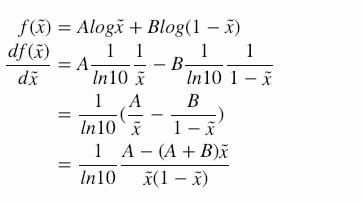 f(x̃) = Alogx̃ + Blog(1 − x̃)
df(x̃)/dx̃ = A 1/ln10 1/x̃ − B 1/ln10 1/(1 − x̃)
= 1/ln10 (A/x̃ − B/(1 − x̃))
= 1/ln10 (A − (A + B)x̃)/(x̃(1 − x̃))